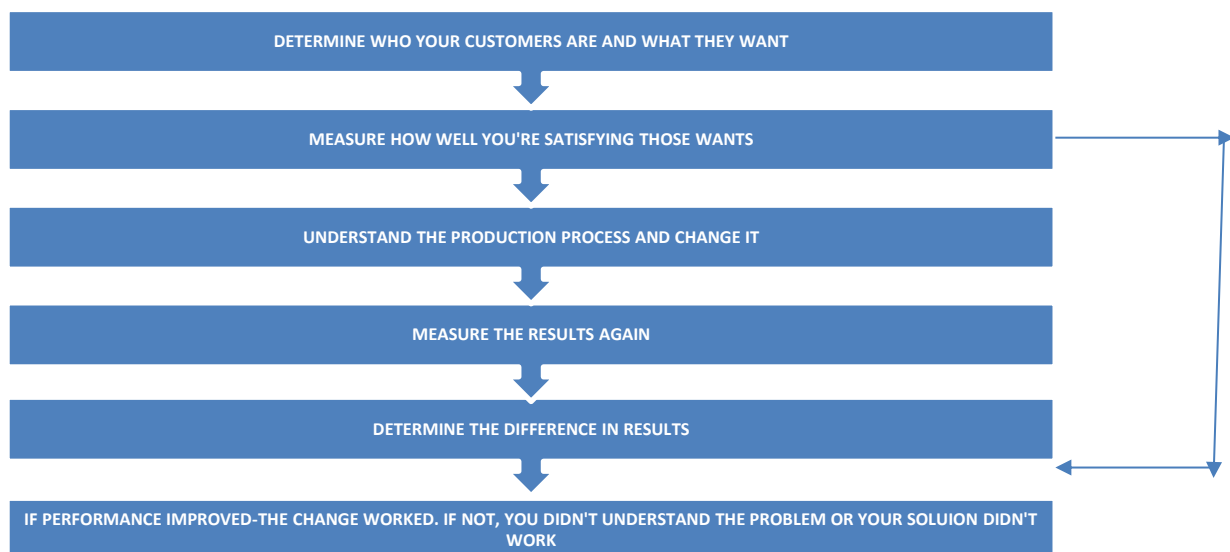 DETERMINE WHO YOUR CUSTOMERS ARE AND WHAT THEY WANT
MEASURE HOW WELL YOU'RE SATISFYING THOSE WANTS
UNDERSTAND THE PRODUCTION PROCESS AND CHANGE IT
MEASURE THE RESULTS AGAIN
DETERMINE THE DIFFERENCE IN RESULTS
IF PERFORMANCE IMPROVED-THE CHANGE WORKED. IF NOT, YOU DIDN'T UNDERSTAND THE PROBLEM OR YOUR SOLUION DIDN'T
WORK